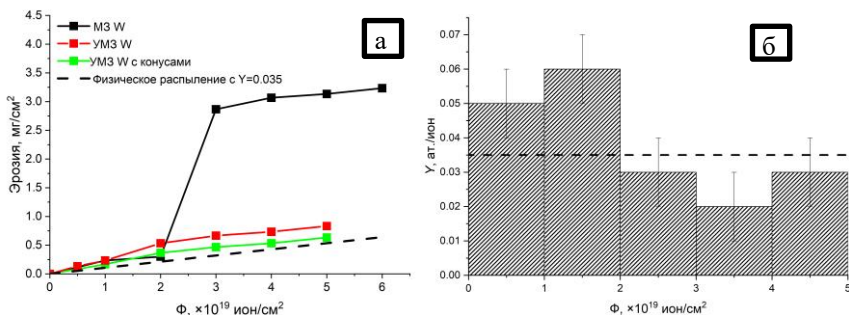 4.5
4.0
3.5
3.0
2.5
2.0
1.5
1.0
0.5
0.0
Эрозия, мг/см²
МЗ W
УМЗ W
УМЗ W с конусами
Физическое распыление с Y=0.035
а
0 1 2 3 4 5 6
Ф, ×10¹⁹ ион/см²
0.07
0.06
0.05
0.04
0.03
0.02
0.01
0.00
Y, ат./ион
б
0 1 2 3 4 5
Ф, ×10¹⁹ ион/см²